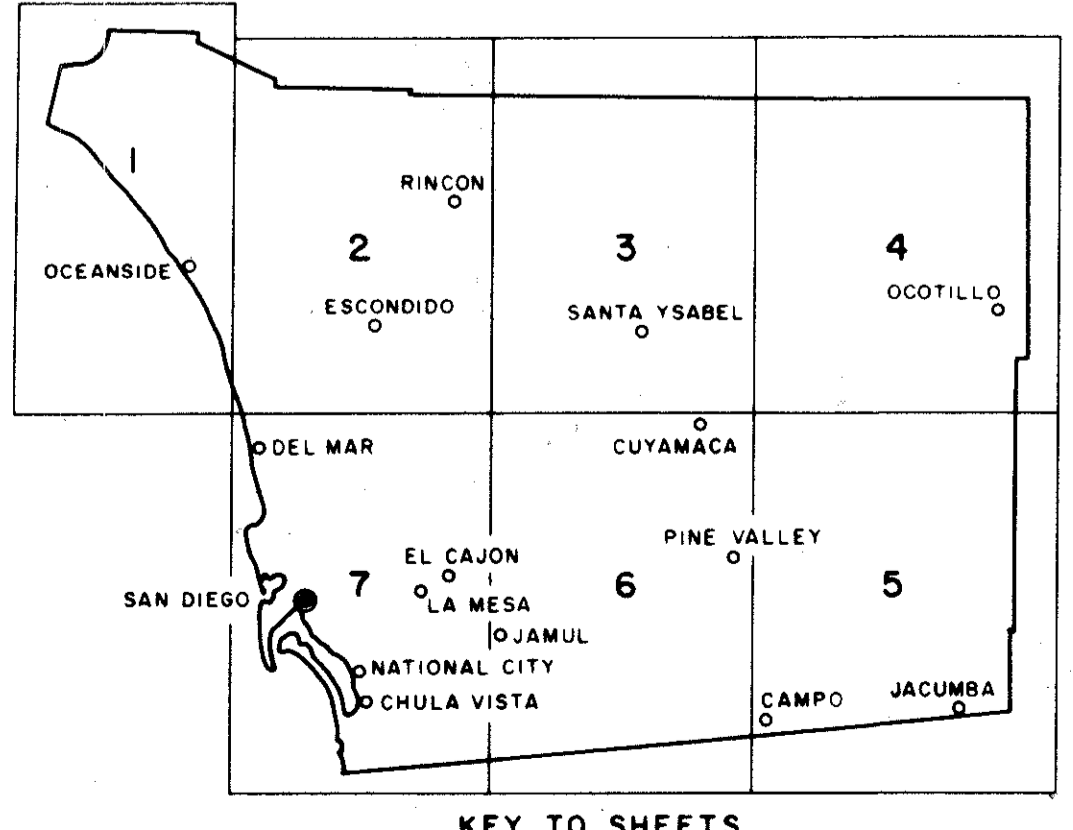 1
RINCON
2
3
4
OCEANSIDE
OCOTILLO
ESCONDIDO
SANTA YSABEL
DEL MAR
CUYAMACA
PINE VALLEY
EL CAJON
7
6
5
SAN DIEGO
LA MESA
JAMUL
NATIONAL CITY
CHULA VISTA
CAMPO
JACUMBA
KEY TO SHEETS